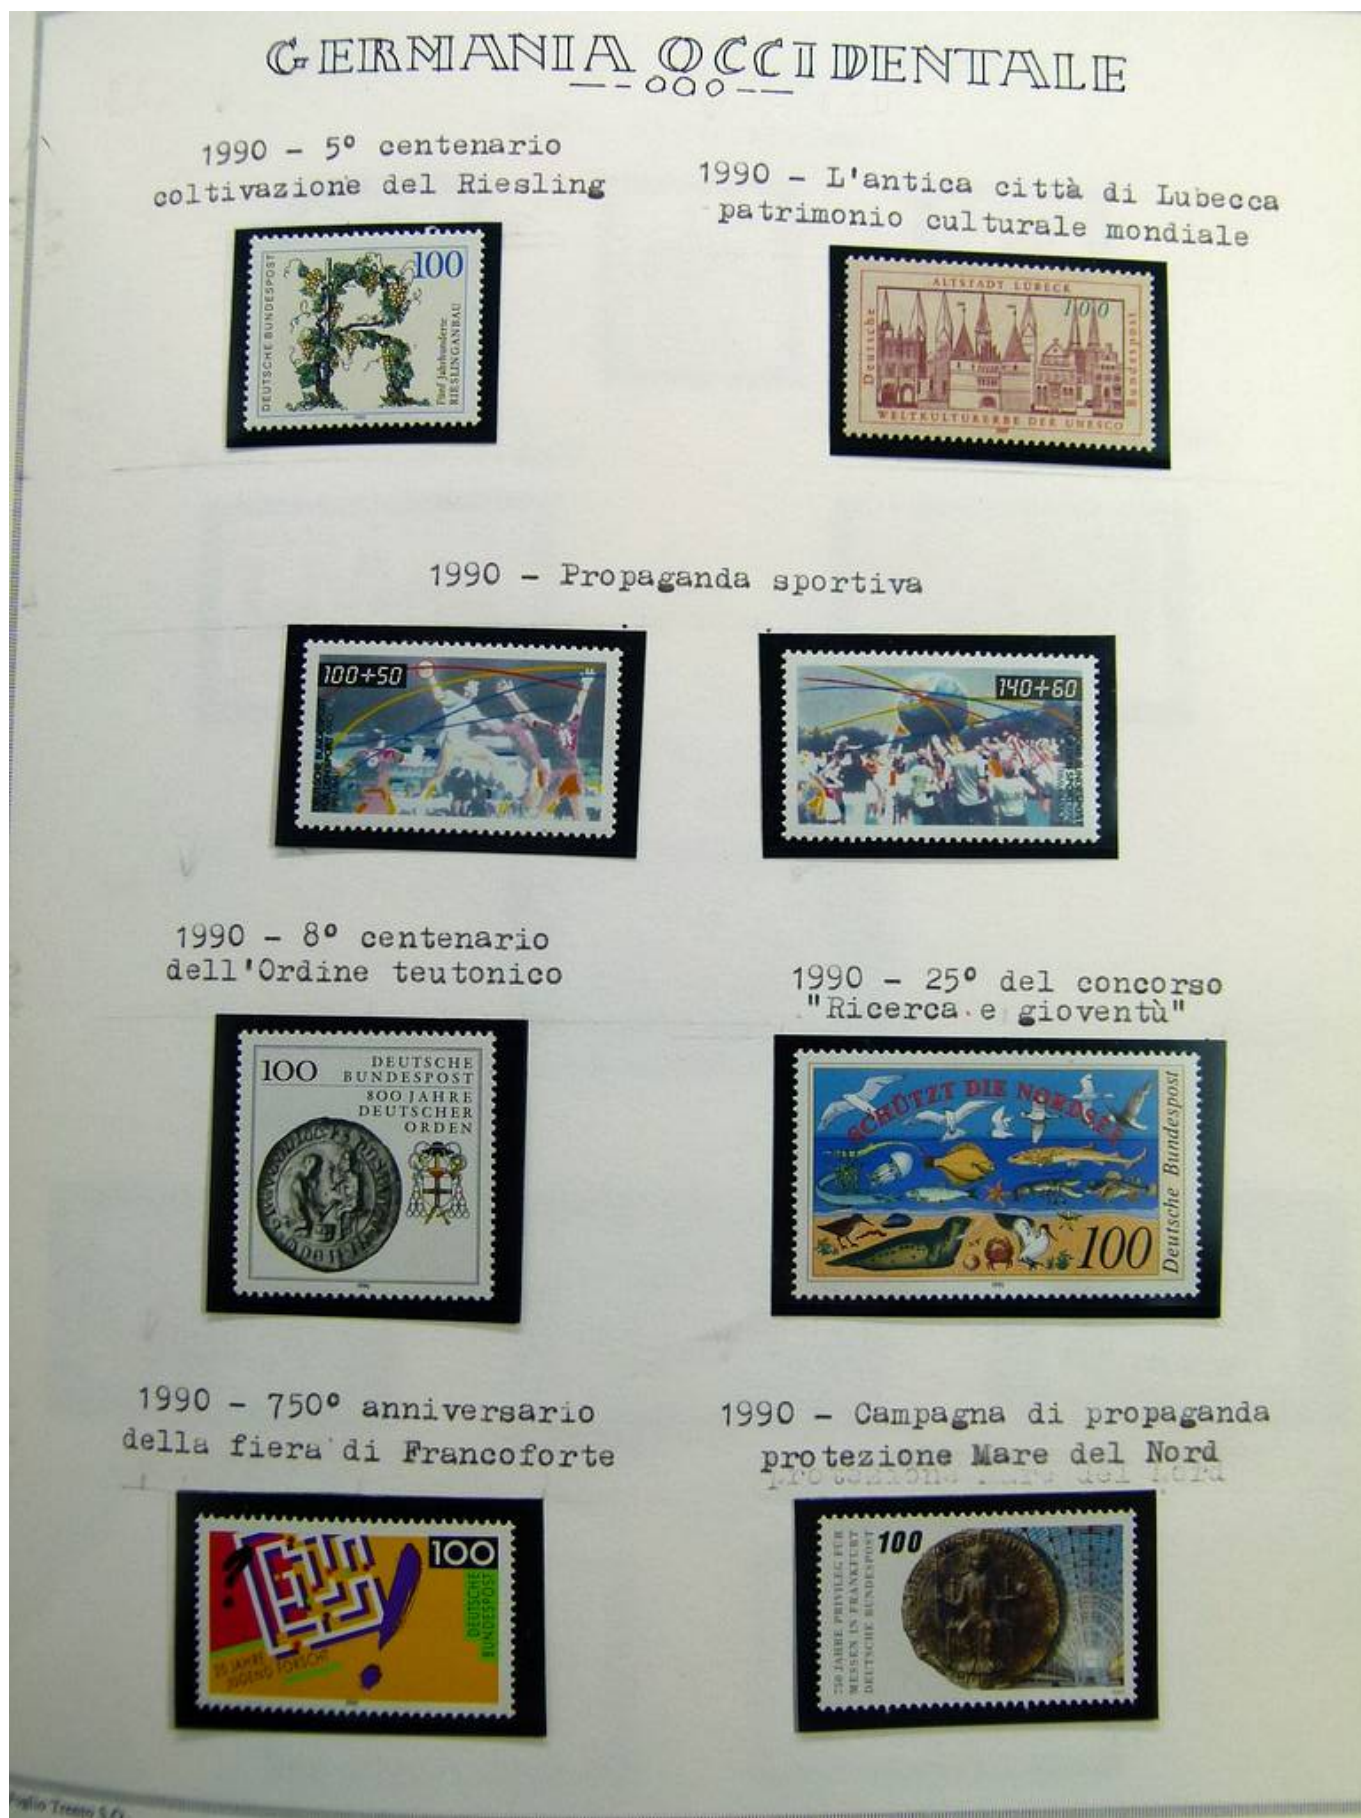 GERMANIA OCCIDENTALE
1990 - 5º centenario
coltivazione del Riesling
100
DEUTSCHE BUNDESPOST
Fünf Jahrhunderte
RIESLINGANBAU
1990 - L'antica città di Lubecca
patrimonio culturale mondiale
ALTSTADT LÜBECK
100
Deutsche
Bundespost
WELTKULTURERBE DER UNESCO
1990 - Propaganda sportiva
100+50
140+60
1990 - 8º centenario
dell'Ordine teutonico
100
DEUTSCHE
BUNDESPOST
800 JAHRE
DEUTSCHER
ORDEN
1990 - 25º del concorso
"Ricerca e gioventù"
SCHÜTZT DIE NORDSEE
100
Deutsche Bundespost
1990 - 750º anniversario
della fiera di Francoforte
100
DEUTSCHE
BUNDESPOST
25 JAHRE
JUGEND FORSCHT
1990 - Campagna di propaganda
protezione Mare del Nord
100
750 JAHRE PRIVILEG FÜR
MESSEN IN FRANKFURT
DEUTSCHE BUNDESPOST